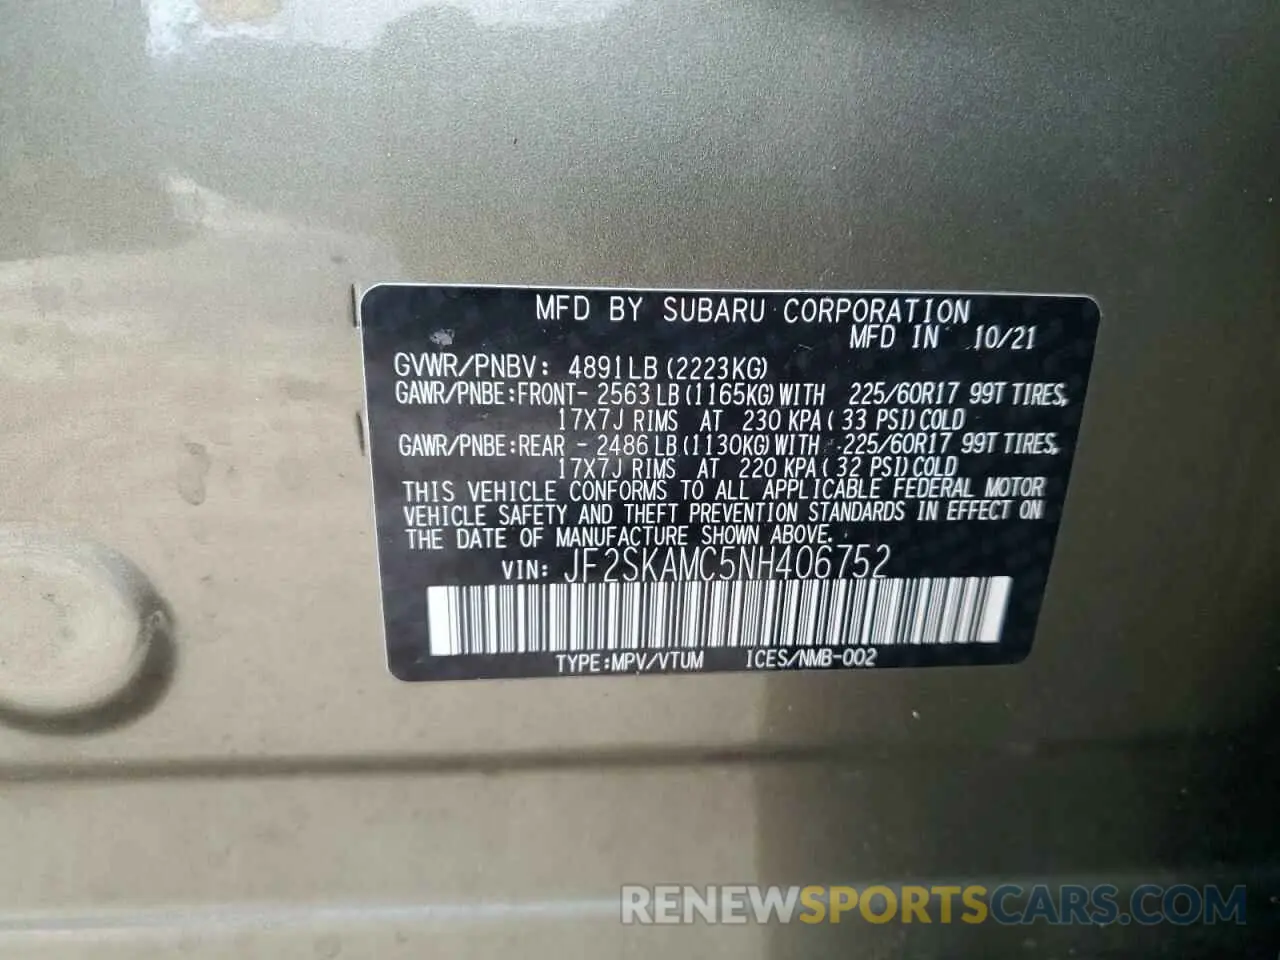 MFD BY SUBARU CORPORATION
MFD IN 10/21
GVWR/PNBV: 4891LB (2223KG)
GAWR/PNBE:FRONT- 2563 LB (1165KG) WITH 225/60R17 99T TIRES,
17X7J RIMS AT 230 KPA ( 33 PSI) COLD
GAWR/PNBE:REAR - 2486 LB (1130KG) WITH 225/60R17 99T TIRES,
17X7J RIMS AT 220 KPA ( 32 PSI) COLD
THIS VEHICLE CONFORMS TO ALL APPLICABLE FEDERAL MOTOR
VEHICLE SAFETY AND THEFT PREVENTION STANDARDS IN EFFECT ON
THE DATE OF MANUFACTURE SHOWN ABOVE.
VIN: JF2SKAMC5NH406752
TYPE:MPV/VTUM ICES/NMB-002
RENEWSPORTSCARS.COM